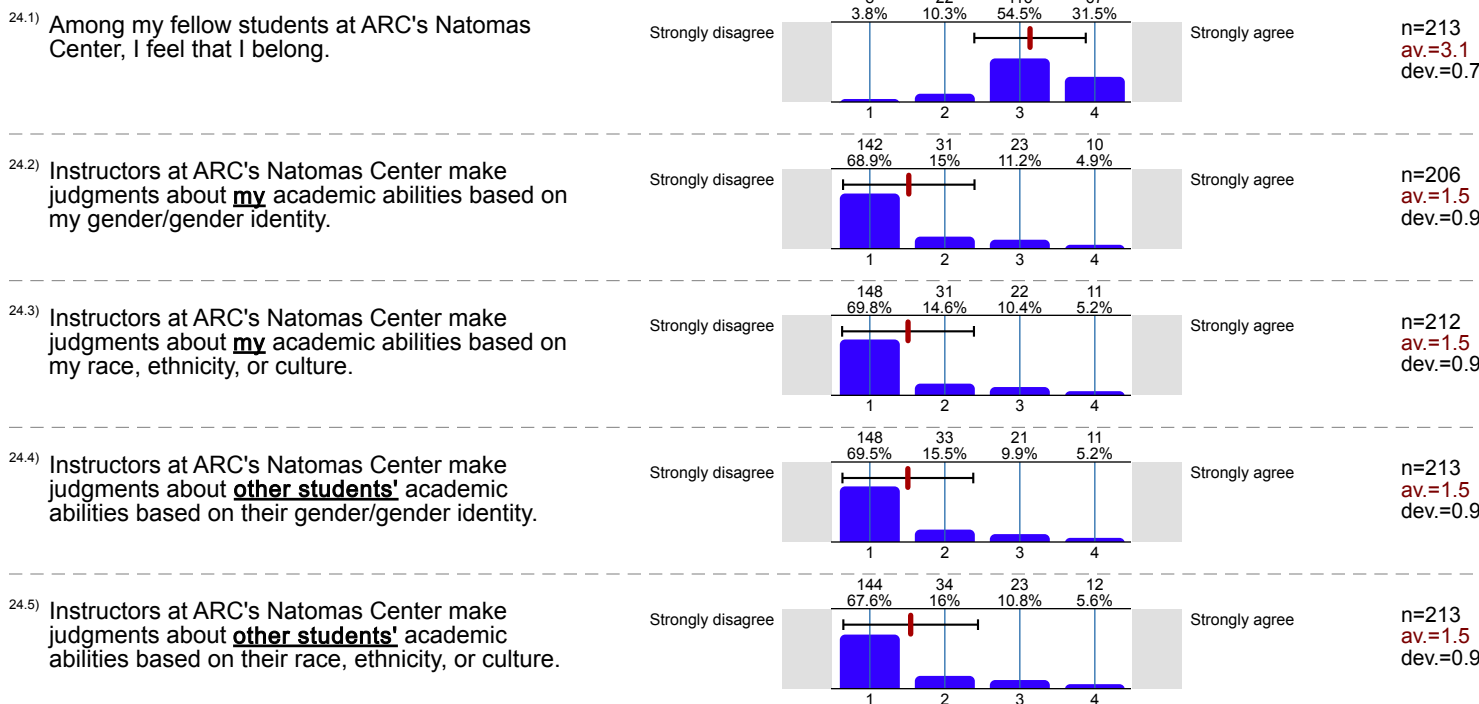 24.1) Among my fellow students at ARC's Natomas
Center, I feel that I belong.
Strongly disagree
3.8% 10.3% 54.5% 31.5%
Strongly agree
n=213
av.=3.1
dev.=0.7
1 2 3 4
24.2) Instructors at ARC's Natomas Center make
judgments about my academic abilities based on
my gender/gender identity.
Strongly disagree
142 31 23 10
68.9% 15% 11.2% 4.9%
Strongly agree
n=206
av.=1.5
dev.=0.9
1 2 3 4
24.3) Instructors at ARC's Natomas Center make
judgments about my academic abilities based on
my race, ethnicity, or culture.
Strongly disagree
148 31 22 11
69.8% 14.6% 10.4% 5.2%
Strongly agree
n=212
av.=1.5
dev.=0.9
1 2 3 4
24.4) Instructors at ARC's Natomas Center make
judgments about other students' academic
abilities based on their gender/gender identity.
Strongly disagree
148 33 21 11
69.5% 15.5% 9.9% 5.2%
Strongly agree
n=213
av.=1.5
dev.=0.9
1 2 3 4
24.5) Instructors at ARC's Natomas Center make
judgments about other students' academic
abilities based on their race, ethnicity, or culture.
Strongly disagree
144 34 23 12
67.6% 16% 10.8% 5.6%
Strongly agree
n=213
av.=1.5
dev.=0.9
1 2 3 4